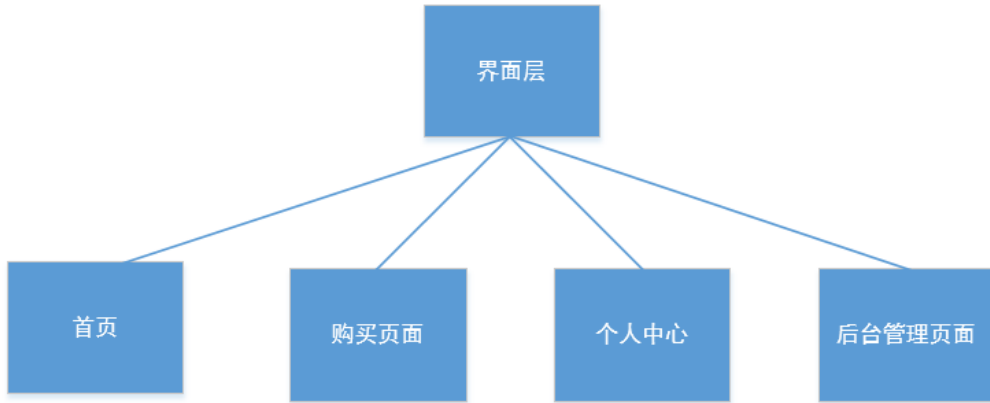 界面层
首页
购买页面
个人中心
后台管理页面